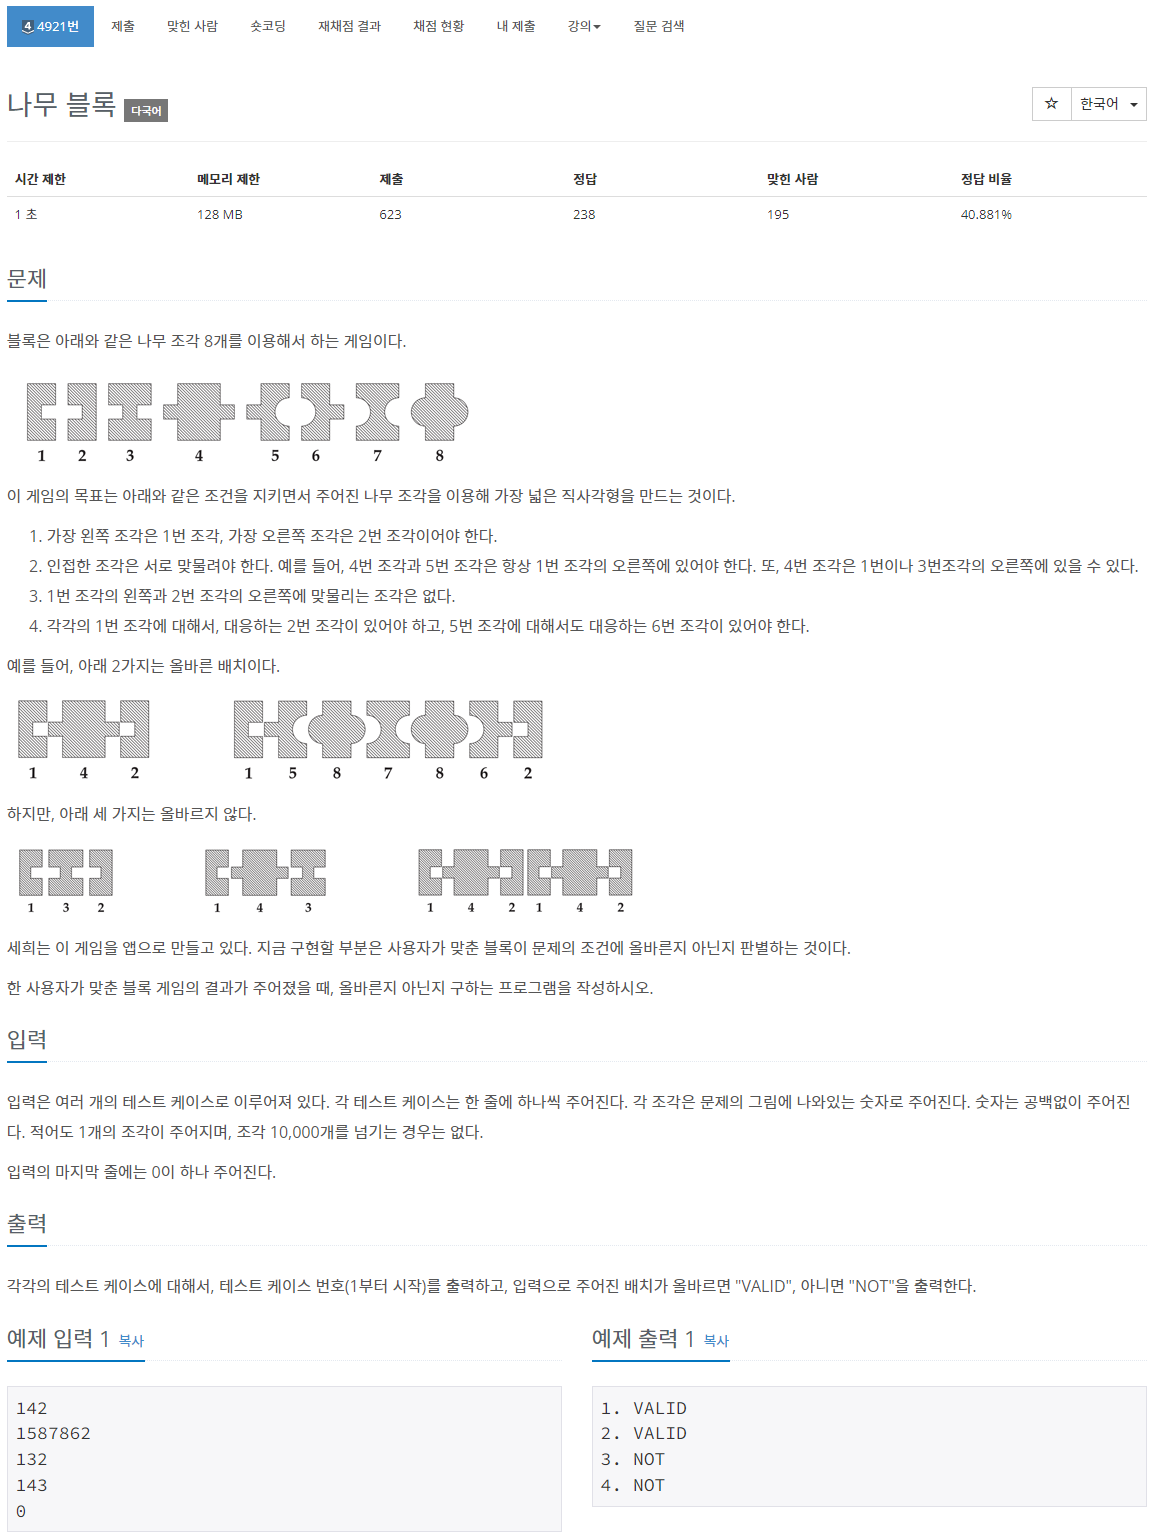 4 4921번 제출 맞힌 사람 숏코딩 재채점 결과 채점 현황 내 제출 강의 질문 검색
나무 블록 다국어 ☆ 한국어
시간 제한 메모리 제한 제출 정답 맞힌 사람 정답 비율
1 초 128 MB 623 238 195 40.881%
문제
블록은 아래와 같은 나무 조각 8개를 이용해서 하는 게임이다.
1 2 3 4 5 6 7 8
이 게임의 목표는 아래와 같은 조건을 지키면서 주어진 나무 조각을 이용해 가장 넓은 직사각형을 만드는 것이다.
1. 가장 왼쪽 조각은 1번 조각, 가장 오른쪽 조각은 2번 조각이어야 한다.
2. 인접한 조각은 서로 맞물려야 한다. 예를 들어, 4번 조각과 5번 조각은 항상 1번 조각의 오른쪽에 있어야 한다. 또, 4번 조각은 1번이나 3번조각의 오른쪽에 있을 수 있다.
3. 1번 조각의 왼쪽과 2번 조각의 오른쪽에 맞물리는 조각은 없다.
4. 각각의 1번 조각에 대해서, 대응하는 2번 조각이 있어야 하고, 5번 조각에 대해서도 대응하는 6번 조각이 있어야 한다.
예를 들어, 아래 2가지는 올바른 배치이다.
1 4 2 1 5 8 7 8 6 2
하지만, 아래 세 가지는 올바르지 않다.
1 3 2 1 4 3 1 4 2 1 4 2
세희는 이 게임을 앱으로 만들고 있다. 지금 구현할 부분은 사용자가 맞춘 블록이 문제의 조건에 올바른지 아닌지 판별하는 것이다.
한 사용자가 맞춘 블록 게임의 결과가 주어졌을 때, 올바른지 아닌지 구하는 프로그램을 작성하시오.
입력
입력은 여러 개의 테스트 케이스로 이루어져 있다. 각 테스트 케이스는 한 줄에 하나씩 주어진다. 각 조각은 문제의 그림에 나와있는 숫자로 주어진다. 숫자는 공백없이 주어진
다. 적어도 1개의 조각이 주어지며, 조각 10,000개를 넘기는 경우는 없다.
입력의 마지막 줄에는 0이 하나 주어진다.
출력
각각의 테스트 케이스에 대해서, 테스트 케이스 번호(1부터 시작)를 출력하고, 입력으로 주어진 배치가 올바르면 "VALID", 아니면 "NOT"을 출력한다.
예제 입력 1 복사
142
1587862
132
143
0
예제 출력 1 복사
1. VALID
2. VALID
3. NOT
4. NOT